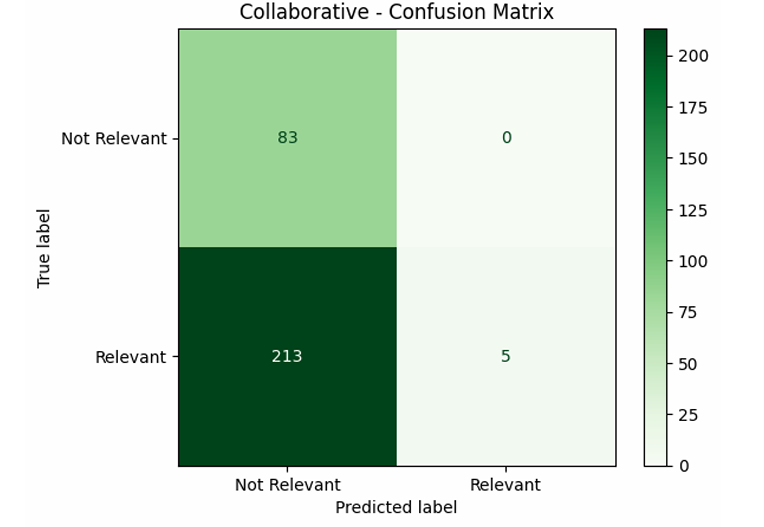 Collaborative - Confusion Matrix
Not Relevant
83
0
Relevant
213
5
Not Relevant
Relevant
Predicted label
True label
200
175
150
125
100
75
50
25
0